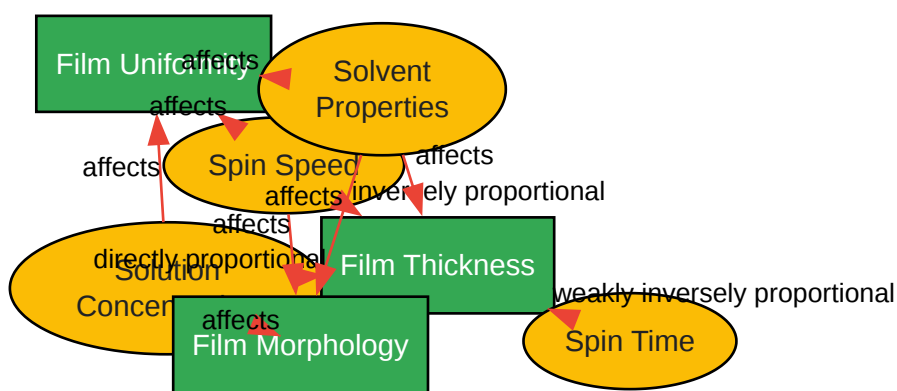 Film Uniformity
affects
Solvent
Properties
affects
affects
Spin Speed
affects
affects
inversely proportional
affects
directly proportional
Solution
Film Thickness
weakly inversely proportional
affects
Film Morphology
Spin Time